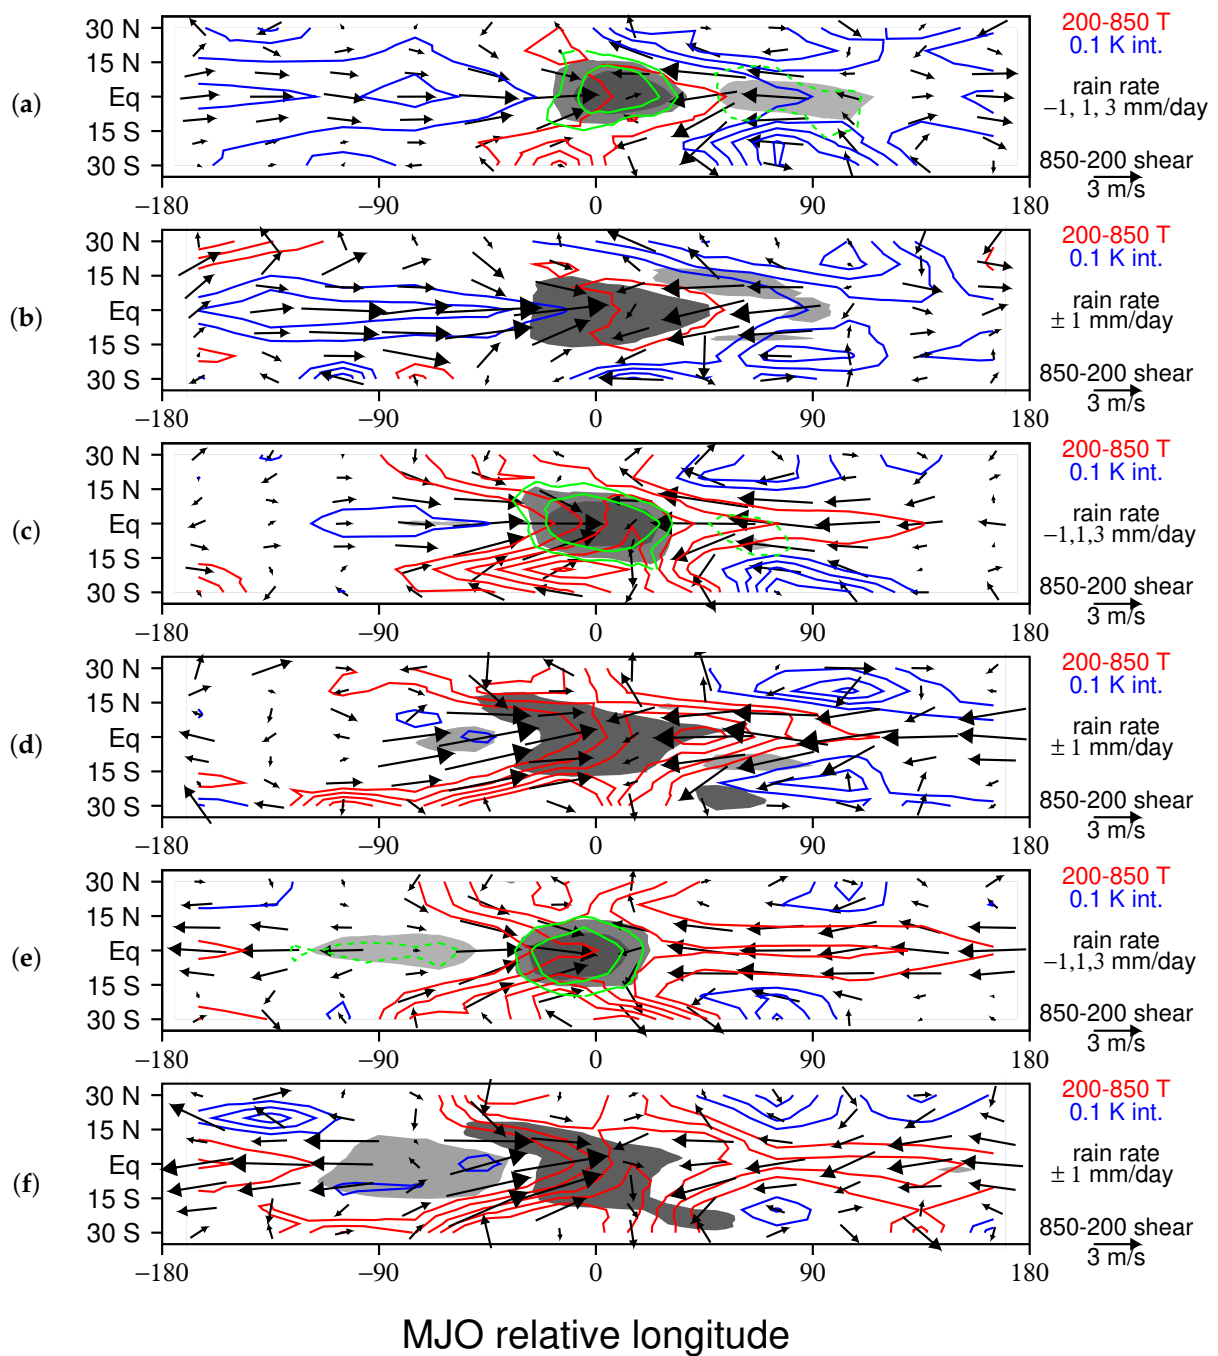 (a)
30 N
15 N
Eq
15 S
30 S
−180
−90
0
90
180
200-850 T
0.1 K int.
rain rate
−1, 1, 3 mm/day
850-200 shear
3 m/s
(b)
30 N
15 N
Eq
15 S
30 S
−180
−90
0
90
180
200-850 T
0.1 K int.
rain rate
± 1 mm/day
850-200 shear
3 m/s
(c)
30 N
15 N
Eq
15 S
30 S
−180
−90
0
90
180
200-850 T
0.1 K int.
rain rate
−1,1,3 mm/day
850-200 shear
3 m/s
(d)
30 N
15 N
Eq
15 S
30 S
−180
−90
0
90
180
200-850 T
0.1 K int.
rain rate
± 1 mm/day
850-200 shear
3 m/s
(e)
30 N
15 N
Eq
15 S
30 S
−180
−90
0
90
180
200-850 T
0.1 K int.
rain rate
−1,1,3 mm/day
850-200 shear
3 m/s
(f)
30 N
15 N
Eq
15 S
30 S
−180
−90
0
90
180
200-850 T
0.1 K int.
rain rate
± 1 mm/day
850-200 shear
3 m/s
MJO relative longitude